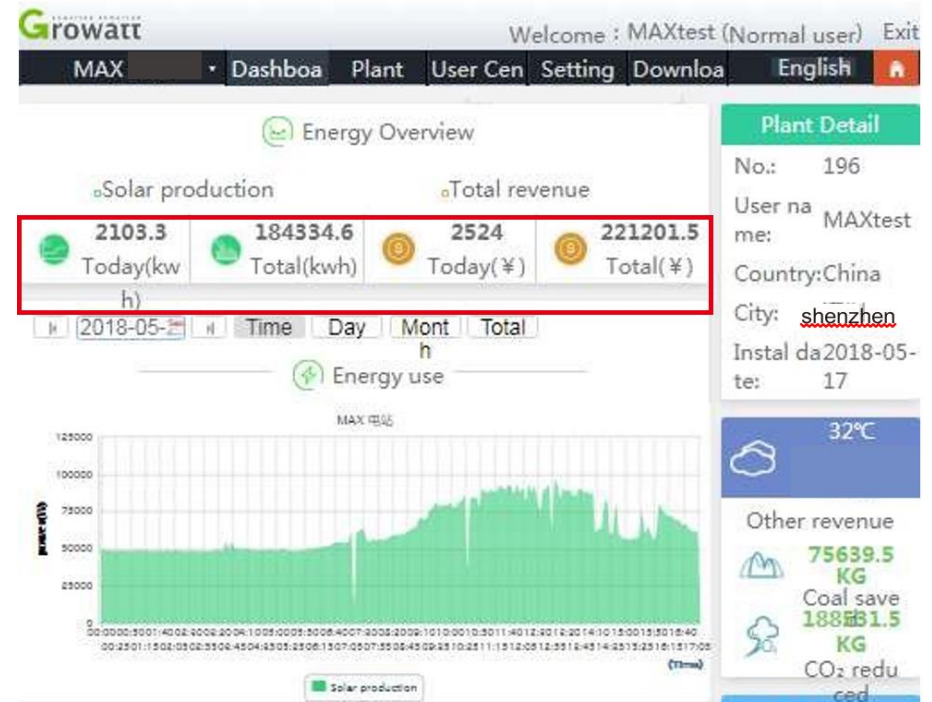 Growatt
Welcome : MAXtest (Normal user) Exit
MAX Dashboa Plant User Cen Setting Downloa English
Energy Overview
Solar production
Total revenue
2103.3
Today(kw
h)
184334.6
Total(kwh)
2524
Today(¥)
221201.5
Total(¥)
2018-05- Time Day Mont Total
h
Energy use
MAX 电站
power(W)
125000
100000
75000
50000
25000
0
(Time)
Solar production
Plant Detail
No.: 196
User na
me: MAXtest
Country:China
City: shenzhen
Instal da2018-05-
te: 17
32℃
Other revenue
75639.5
KG
Coal save
KG
CO₂ redu
ced